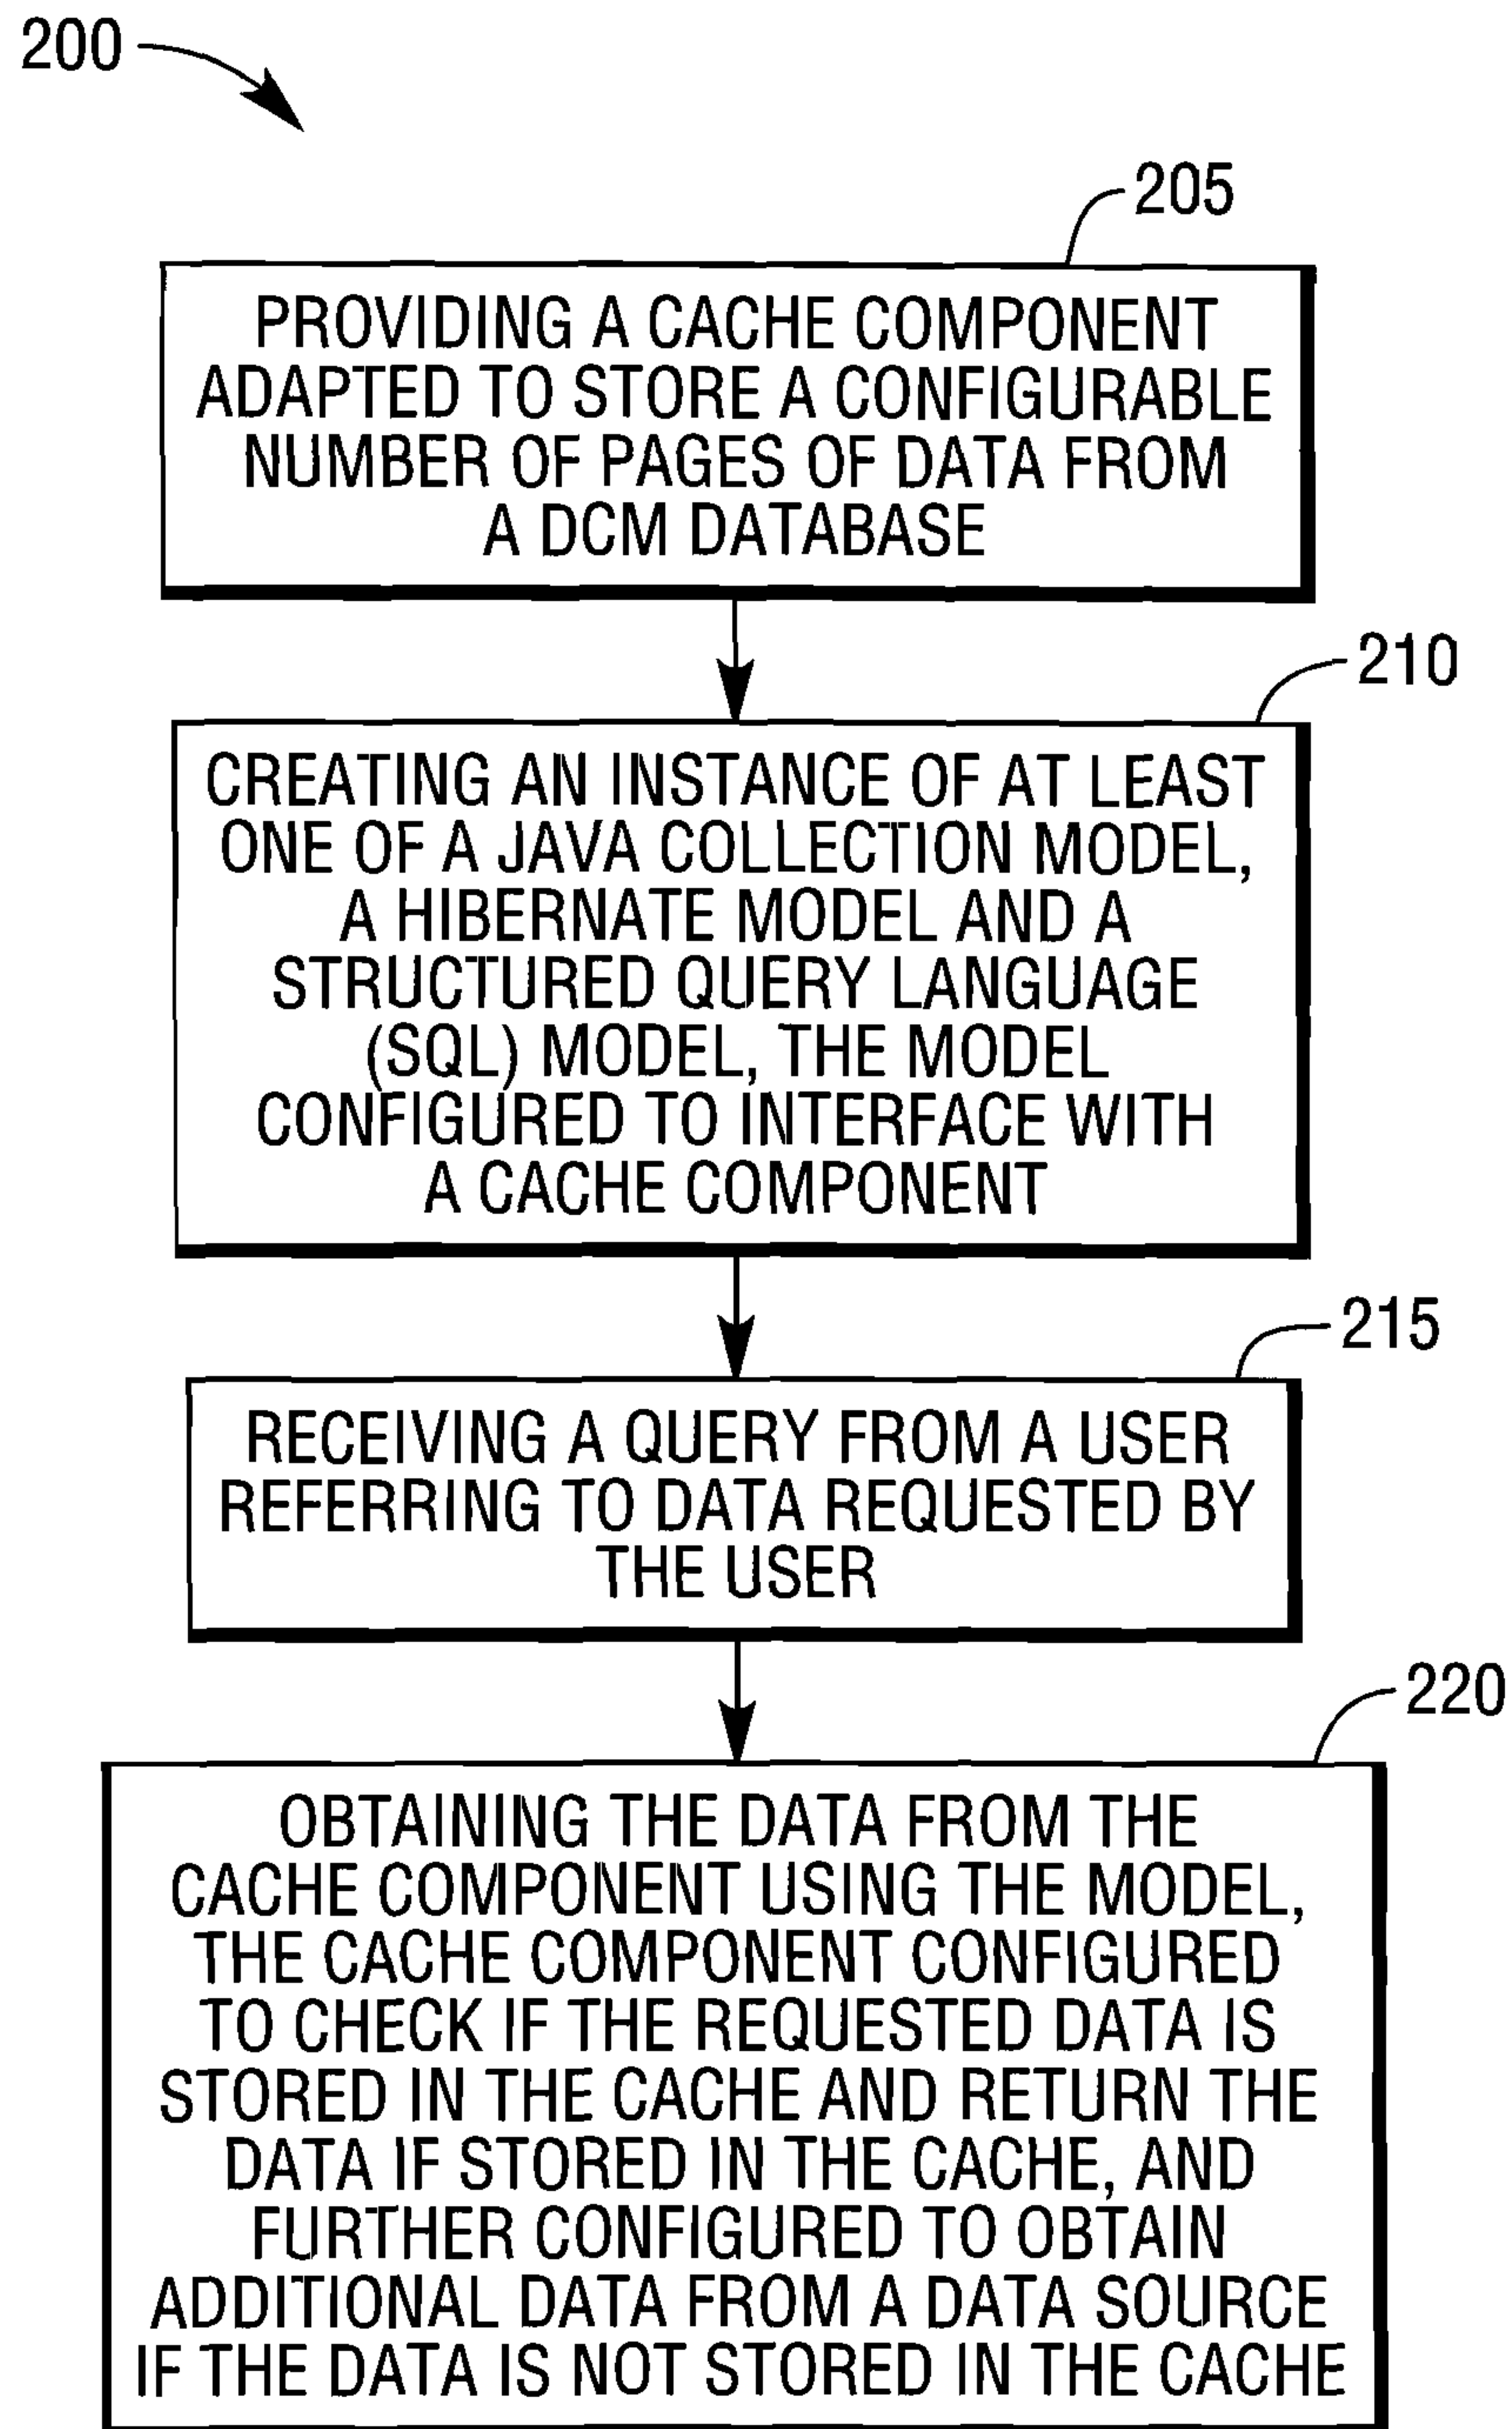 200
205
PROVIDING A CACHE COMPONENT
ADAPTED TO STORE A CONFIGURABLE
NUMBER OF PAGES OF DATA FROM
A DCM DATABASE
210
CREATING AN INSTANCE OF AT LEAST
ONE OF A JAVA COLLECTION MODEL,
A HIBERNATE MODEL AND A
STRUCTURED QUERY LANGUAGE
(SQL) MODEL, THE MODEL
CONFIGURED TO INTERFACE WITH
A CACHE COMPONENT
215
RECEIVING A QUERY FROM A USER
REFERRING TO DATA REQUESTED BY
THE USER
220
OBTAINING THE DATA FROM THE
CACHE COMPONENT USING THE MODEL,
THE CACHE COMPONENT CONFIGURED
TO CHECK IF THE REQUESTED DATA IS
STORED IN THE CACHE AND RETURN THE
DATA IF STORED IN THE CACHE, AND
FURTHER CONFIGURED TO OBTAIN
ADDITIONAL DATA FROM A DATA SOURCE
IF THE DATA IS NOT STORED IN THE CACHE